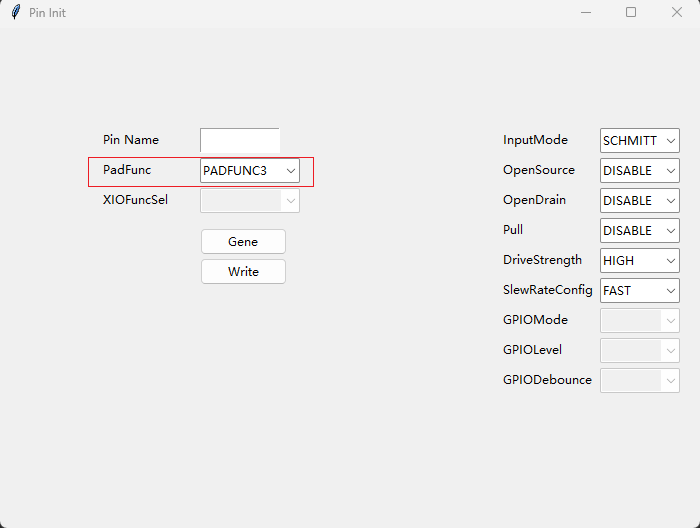 Pin Init
Pin Name
PadFunc PADFUNC3
XIOFuncSel
Gene
Write
InputMode SCHMITT
OpenSource DISABLE
OpenDrain DISABLE
Pull DISABLE
DriveStrength HIGH
SlewRateConfig FAST
GPIOMode
GPIOLevel
GPIODebounce